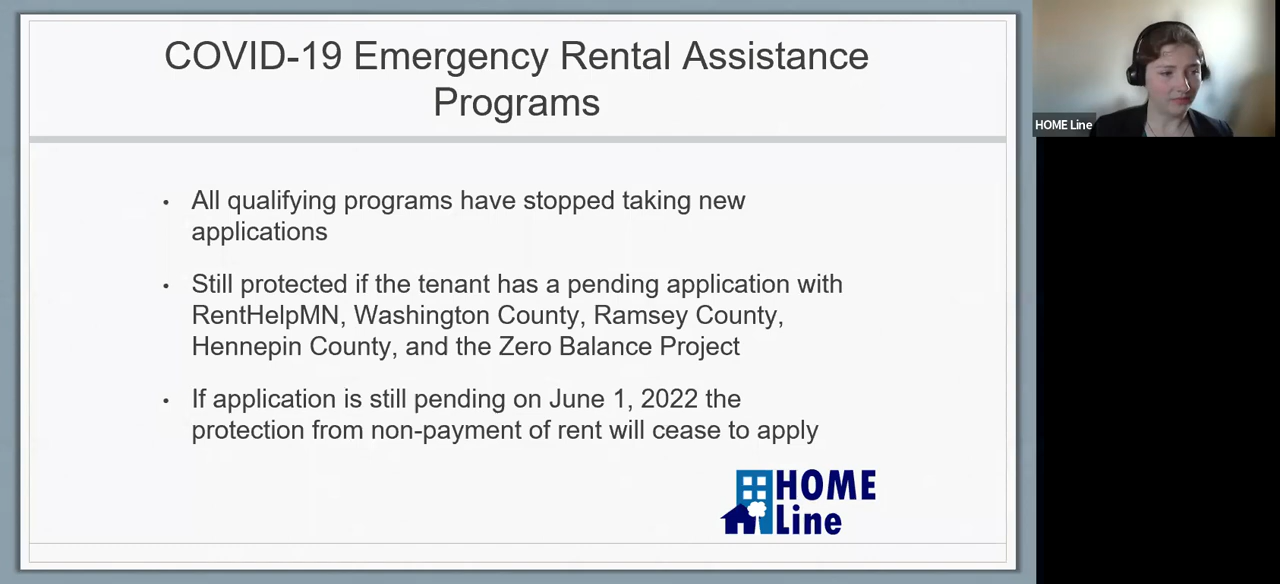 COVID-19 Emergency Rental Assistance
Programs
• All qualifying programs have stopped taking new
applications
• Still protected if the tenant has a pending application with
RentHelpMN, Washington County, Ramsey County,
Hennepin County, and the Zero Balance Project
• If application is still pending on June 1, 2022 the
protection from non-payment of rent will cease to apply
HOME
Line
HOME Line